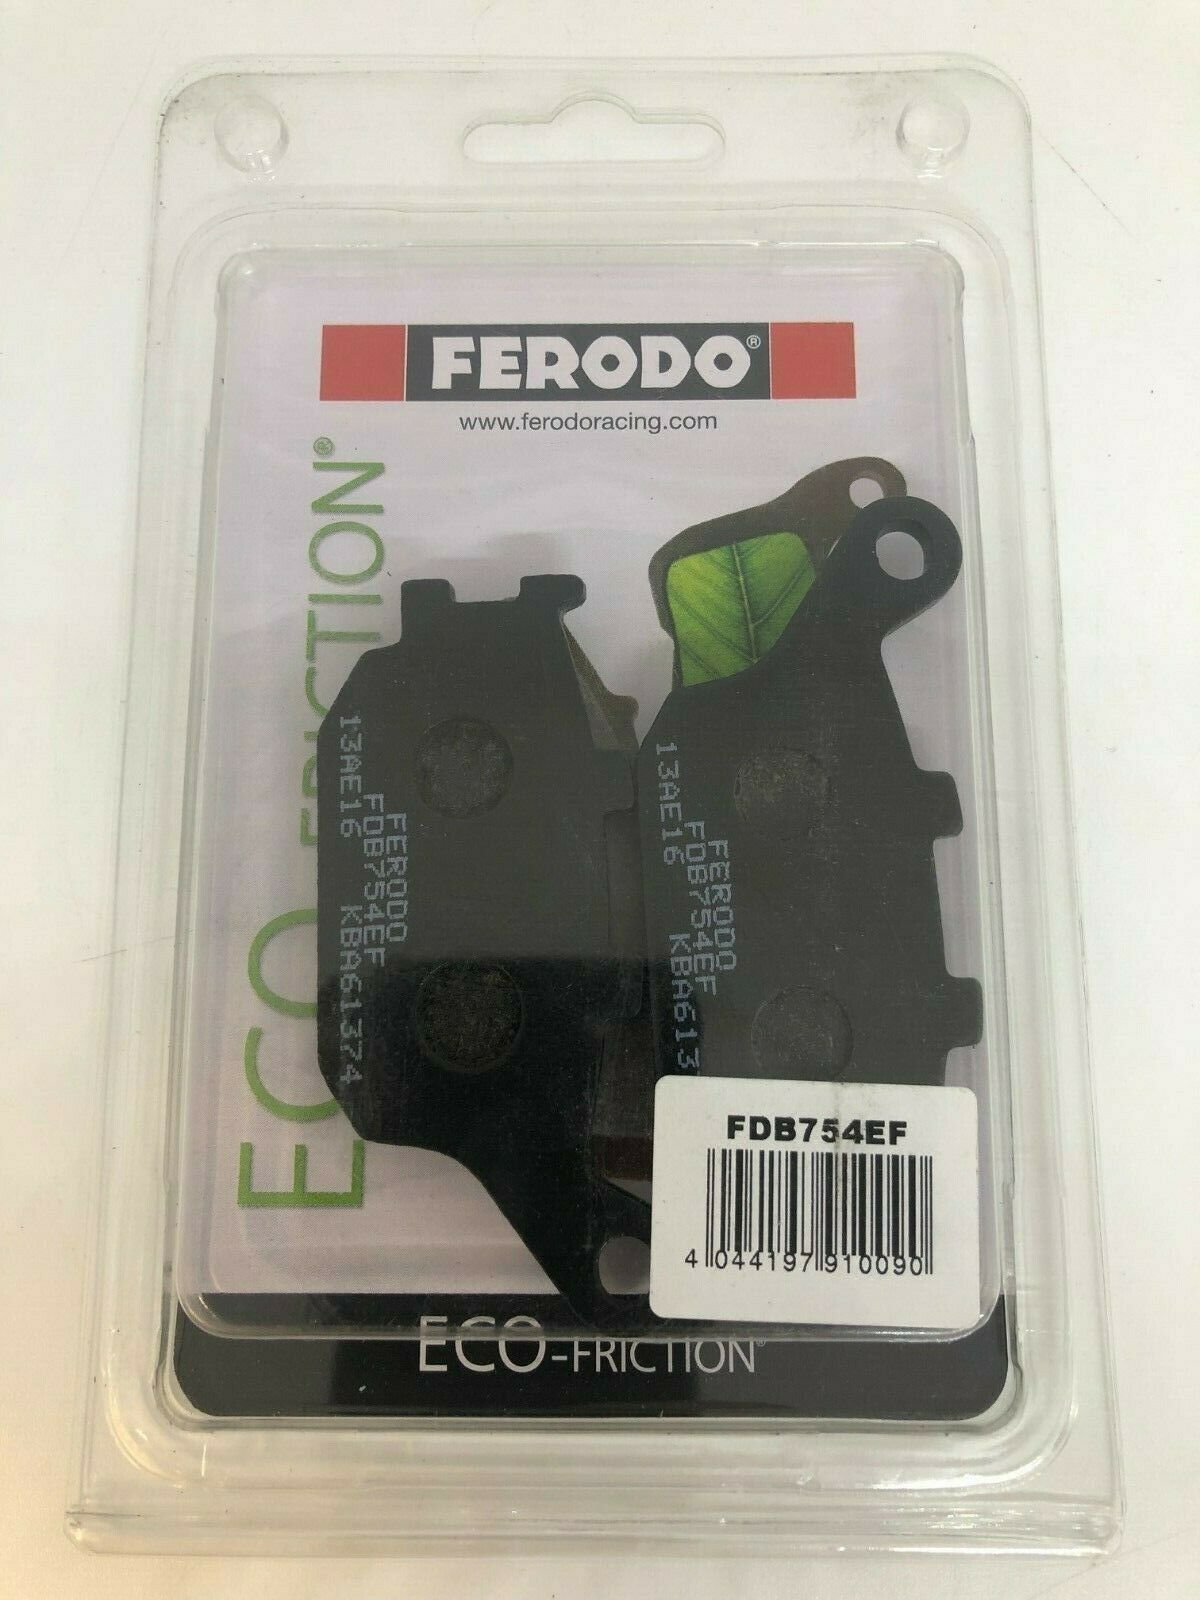 FERODO®
www.ferodoracing.com
ECO-FRICTION®
FERODO
FDB754EF
13AE16 KBA61374
FERODO
FDB754EF
13AE16 KBA613
FDB754EF
4 044197 910090
ECO-FRICTION®